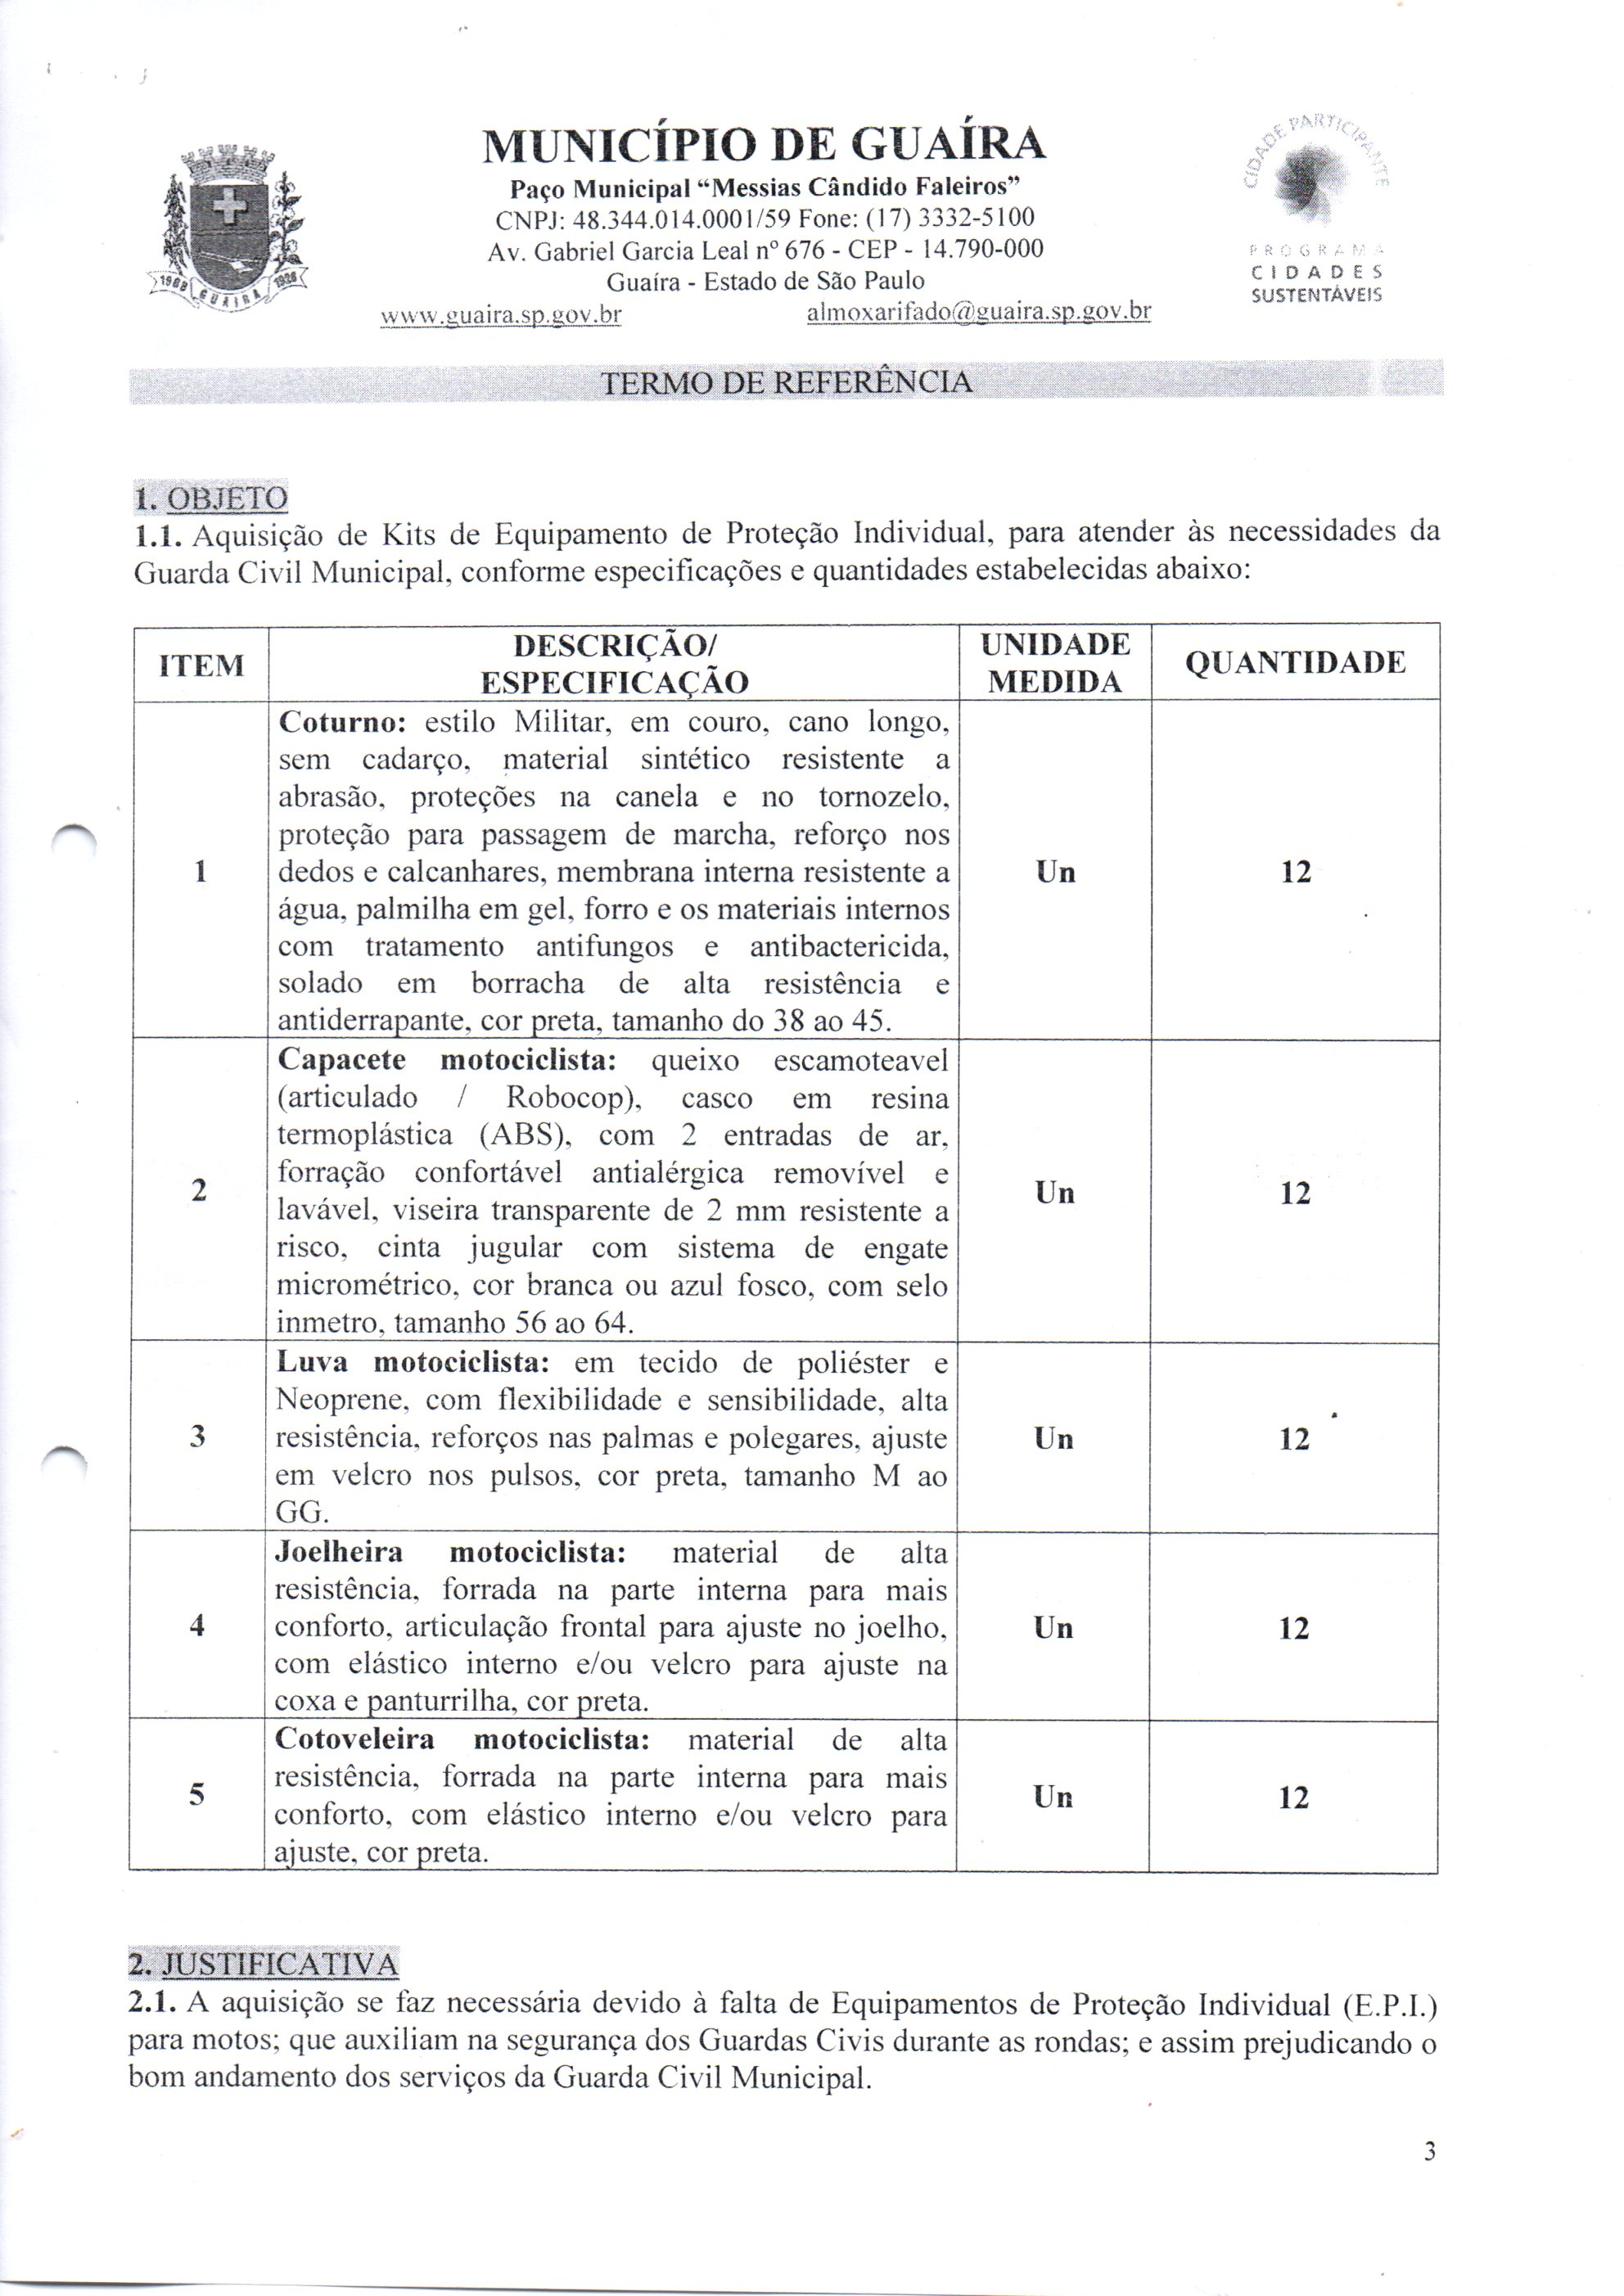 MUNICÍPIO DE GUAÍRA
Paço Municipal “Messias Cândido Faleiros”
CNPJ: 48.344.014.0001/59 Fone: (17) 3332-5100
Av. Gabriel Garcia Leal nº 676 - CEP - 14.790-000
Guaíra - Estado de São Paulo
www.guaira.sp.gov.br almoxarifado@guaira.sp.gov.br
1908 GUAIRA 1928
CIDADE PARTICIPANTE
PROGRAMA
CIDADES
SUSTENTÁVEIS
TERMO DE REFERÊNCIA
1. OBJETO
1.1. Aquisição de Kits de Equipamento de Proteção Individual, para atender às necessidades da
Guarda Civil Municipal, conforme especificações e quantidades estabelecidas abaixo:
ITEM
DESCRIÇÃO/
ESPECIFICAÇÃO
UNIDADE
MEDIDA
QUANTIDADE
1
Coturno: estilo Militar, em couro, cano longo,
sem cadarço, material sintético resistente a
abrasão, proteções na canela e no tornozelo,
proteção para passagem de marcha, reforço nos
dedos e calcanhares, membrana interna resistente a
água, palmilha em gel, forro e os materiais internos
com tratamento antifungos e antibactericida,
solado em borracha de alta resistência e
antiderrapante, cor preta, tamanho do 38 ao 45.
Un
12
2
Capacete motociclista: queixo escamoteavel
(articulado / Robocop), casco em resina
termoplástica (ABS), com 2 entradas de ar,
forração confortável antialérgica removível e
lavável, viseira transparente de 2 mm resistente a
risco, cinta jugular com sistema de engate
micrométrico, cor branca ou azul fosco, com selo
inmetro, tamanho 56 ao 64.
Un
12
3
Luva motociclista: em tecido de poliéster e
Neoprene, com flexibilidade e sensibilidade, alta
resistência, reforços nas palmas e polegares, ajuste
em velcro nos pulsos, cor preta, tamanho M ao
GG.
Un
12
4
Joelheira motociclista: material de alta
resistência, forrada na parte interna para mais
conforto, articulação frontal para ajuste no joelho,
com elástico interno e/ou velcro para ajuste na
coxa e panturrilha, cor preta.
Un
12
5
Cotoveleira motociclista: material de alta
resistência, forrada na parte interna para mais
conforto, com elástico interno e/ou velcro para
ajuste, cor preta.
Un
12
2. JUSTIFICATIVA
2.1. A aquisição se faz necessária devido à falta de Equipamentos de Proteção Individual (E.P.I.)
para motos; que auxiliam na segurança dos Guardas Civis durante as rondas; e assim prejudicando o
bom andamento dos serviços da Guarda Civil Municipal.
3